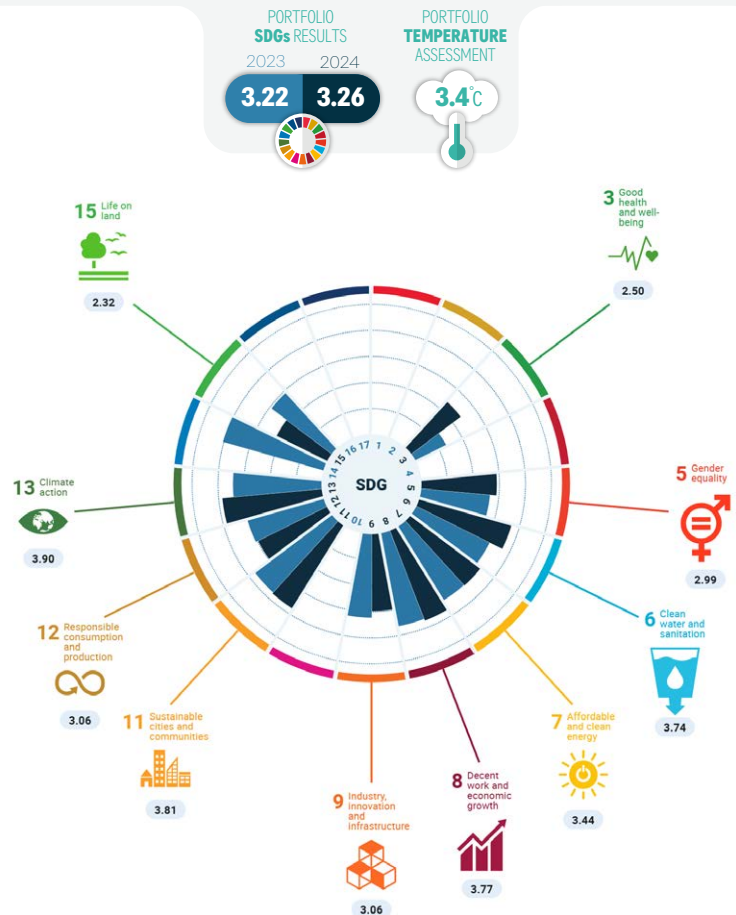 PORTFOLIO
SDGs RESULTS
2023 2024
3.22 3.26
PORTFOLIO
TEMPERATURE
ASSESSMENT
3.4°C
15 Life on
land
2.32
3 Good
health
and well-
being
2.50
13 Climate
action
3.90
5 Gender
equality
2.99
12 Responsible
consumption
and
production
3.06
6 Clean
water and
sanitation
3.74
11 Sustainable
cities and
communities
3.81
7 Affordable
and clean
energy
3.44
9 Industry,
innovation
and
infrastructure
3.06
8 Decent
work and
economic
growth
3.77
SDG
1 2 3 4 5 6 7 8 9 10 11 12 13 14 15 16 17